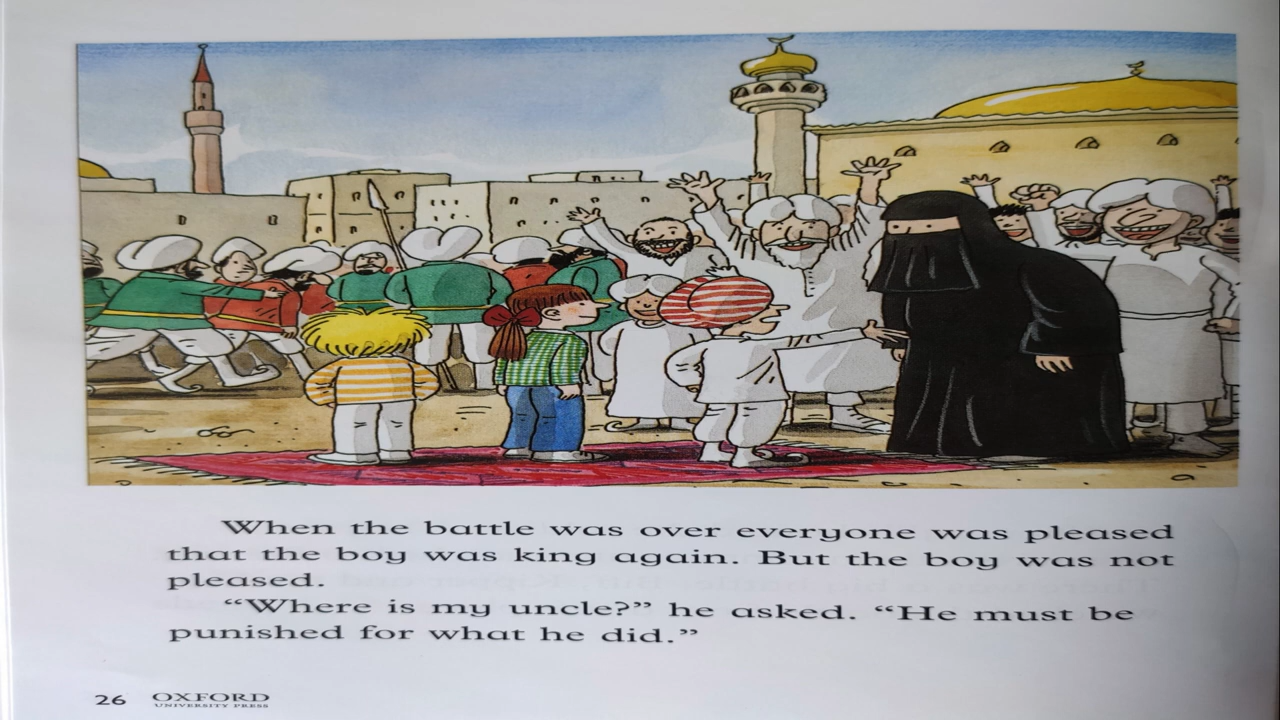 When the battle was over everyone was pleased
that the boy was king again. But the boy was not
pleased.
“Where is my uncle?” he asked. “He must be
punished for what he did.”
26 OXFORD
UNIVERSITY PRESS